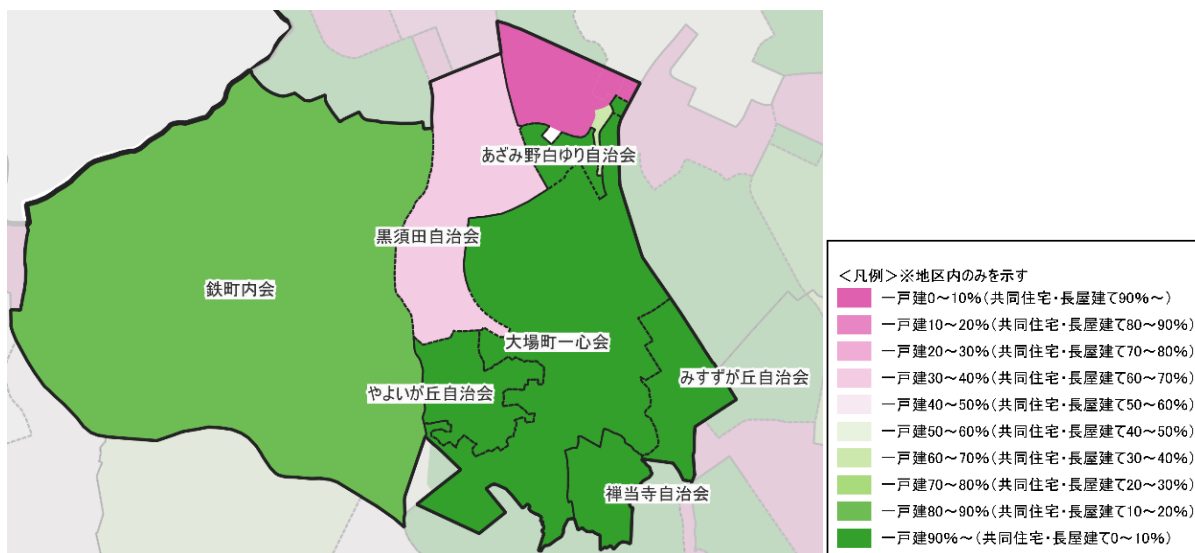 あざみ野白ゆり自治会
黒須田自治会
鉄町内会
大場町一心会
みすずが丘自治会
やよいが丘自治会
禅当寺自治会
<凡例>※地区内のみを示す
一戸建0～10%(共同住宅・長屋建て90%～)
一戸建10～20%(共同住宅・長屋建て80～90%)
一戸建20～30%(共同住宅・長屋建て70～80%)
一戸建30～40%(共同住宅・長屋建て60～70%)
一戸建40～50%(共同住宅・長屋建て50～60%)
一戸建50～60%(共同住宅・長屋建て40～50%)
一戸建60～70%(共同住宅・長屋建て30～40%)
一戸建70～80%(共同住宅・長屋建て20～30%)
一戸建80～90%(共同住宅・長屋建て10～20%)
一戸建90%～(共同住宅・長屋建て0～10%)